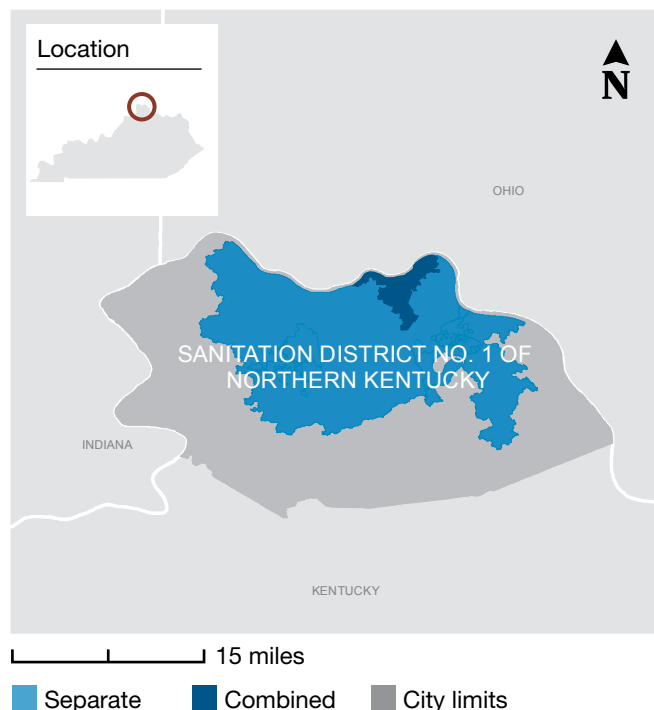 Location
N
OHIO
SANITATION DISTRICT NO. 1 OF
NORTHERN KENTUCKY
INDIANA
KENTUCKY
15 miles
Separate Combined City limits